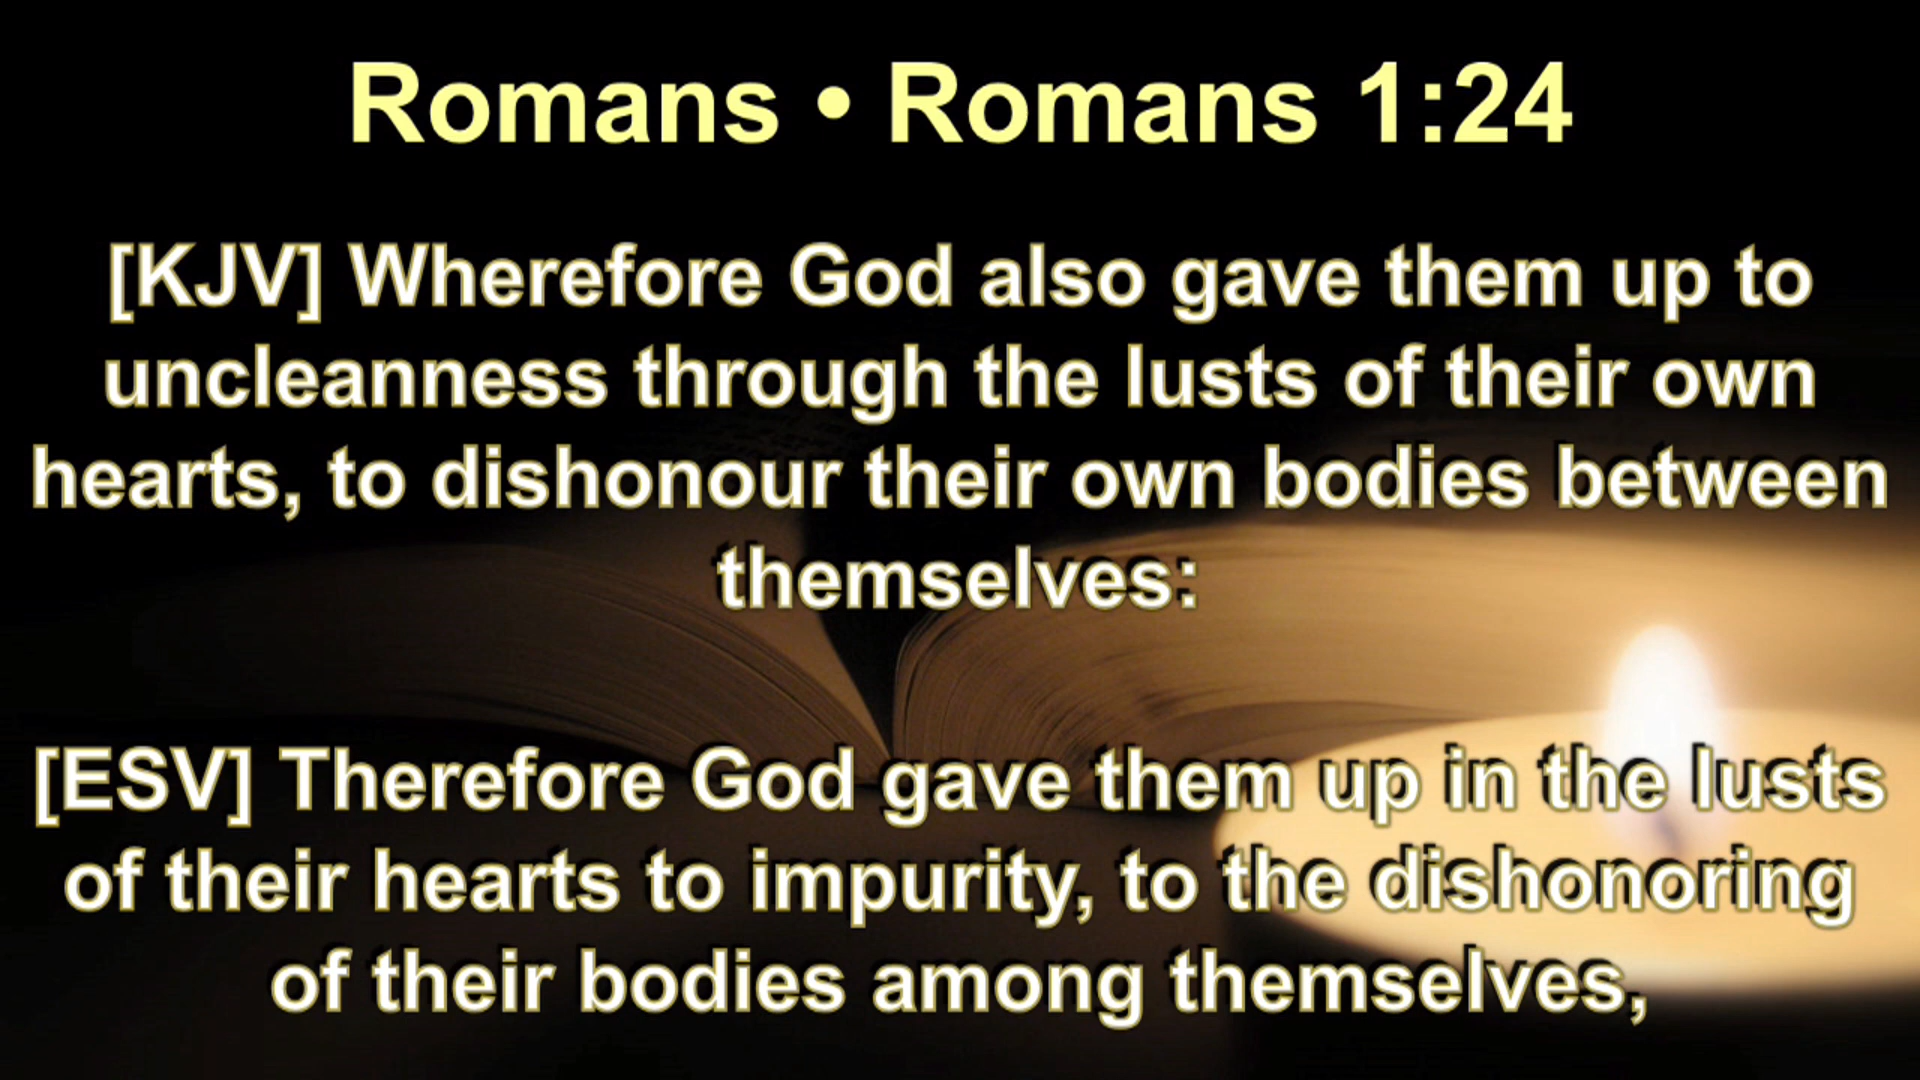 Romans • Romans 1:24
[KJV] Wherefore God also gave them up to
uncleanness through the lusts of their own
hearts, to dishonour their own bodies between
themselves:
[ESV] Therefore God gave them up in the lusts
of their hearts to impurity, to the dishonoring
of their bodies among themselves,